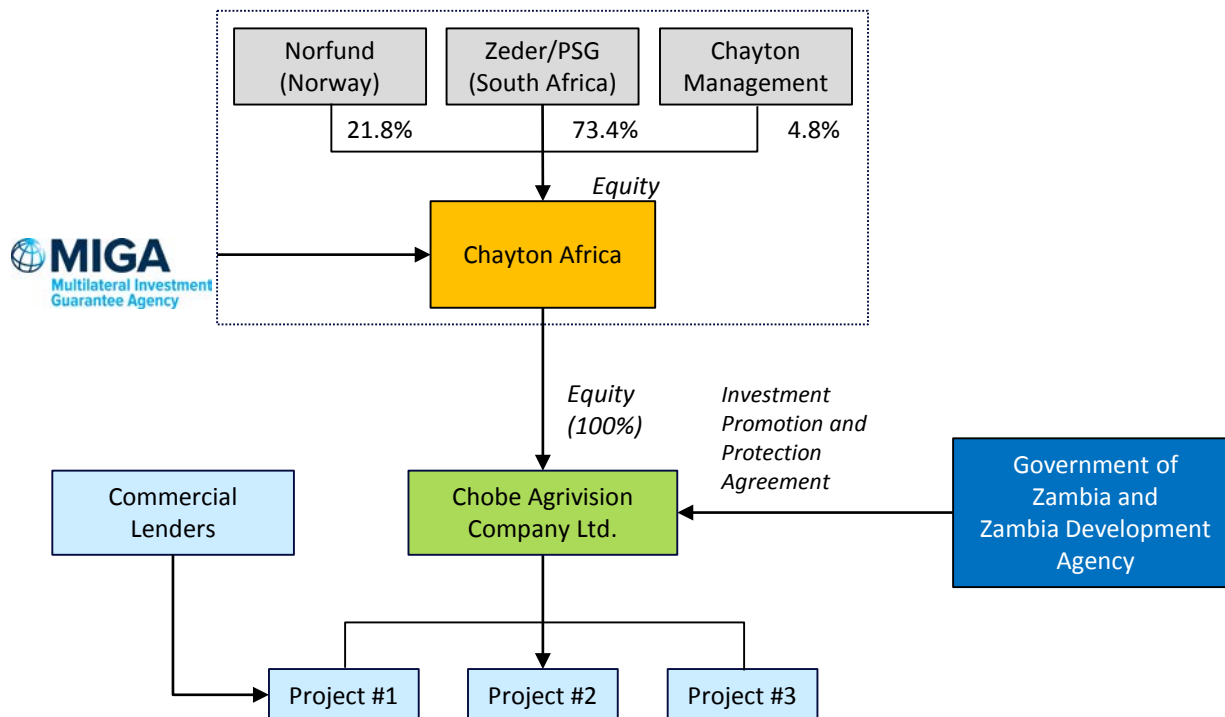 Norfund
(Norway)
Zeder/PSG
(South Africa)
Chayton
Management
21.8%
73.4%
4.8%
Equity
Chayton Africa
MIGA
Multilateral Investment
Guarantee Agency
Equity
(100%)
Investment
Promotion and
Protection
Agreement
Commercial
Lenders
Chobe Agrivision
Company Ltd.
Government of
Zambia and
Zambia Development
Agency
Project #1
Project #2
Project #3